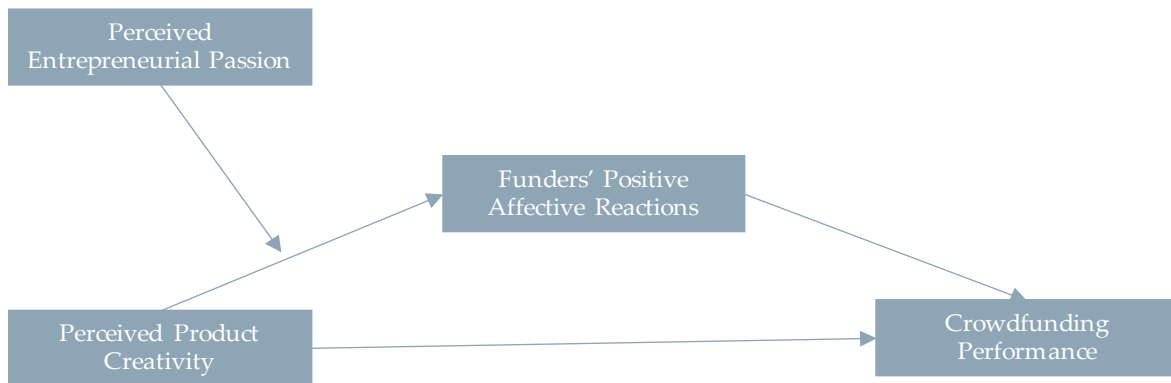 Perceived
Entrepreneurial Passion
Funders’ Positive
Affective Reactions
Perceived Product
Creativity
Crowdfunding
Performance